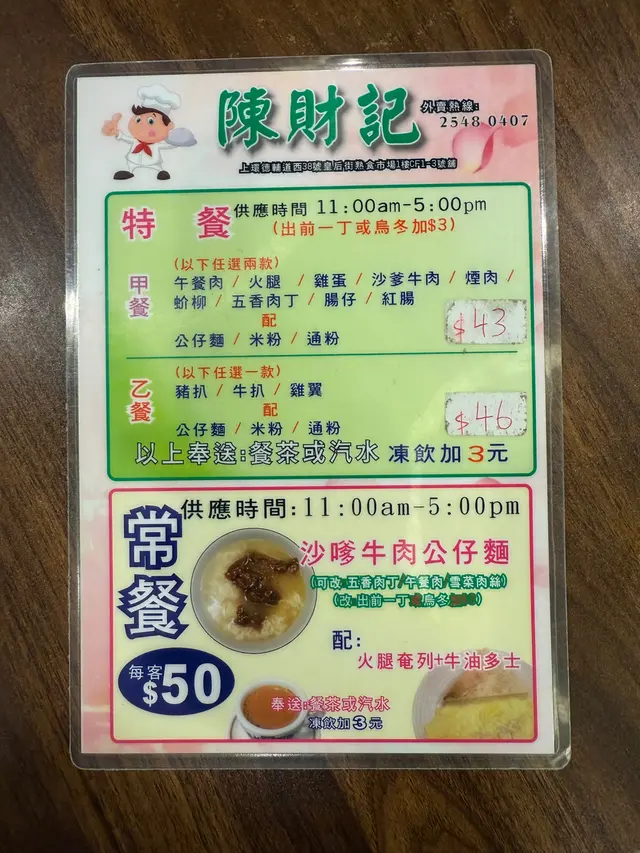 陳財記
外賣熱線:
2548 0407
上環德輔道西38號皇后街熟食市場1樓CF1-3號舖
特餐 供應時間 11:00am-5:00pm
(出前一丁或烏冬加$3)
甲餐
(以下任選兩款)
午餐肉 / 火腿 / 雞蛋 / 沙爹牛肉 / 煙肉 /
蚧柳 / 五香肉丁 / 腸仔 / 紅腸
配
公仔麵 / 米粉 / 通粉
$43
乙餐
(以下任選一款)
豬扒 / 牛扒 / 雞翼
配
公仔麵 / 米粉 / 通粉
$46
以上奉送:餐茶或汽水 凍飲加3元
常餐
供應時間:11:00am-5:00pm
沙嗲牛肉公仔麵
(可改:五香肉丁/午餐肉/雪菜肉絲)
(改:出前一丁 烏冬
配:
火腿奄列+牛油多士
每客
$50
奉送:餐茶或汽水
凍飲加3元